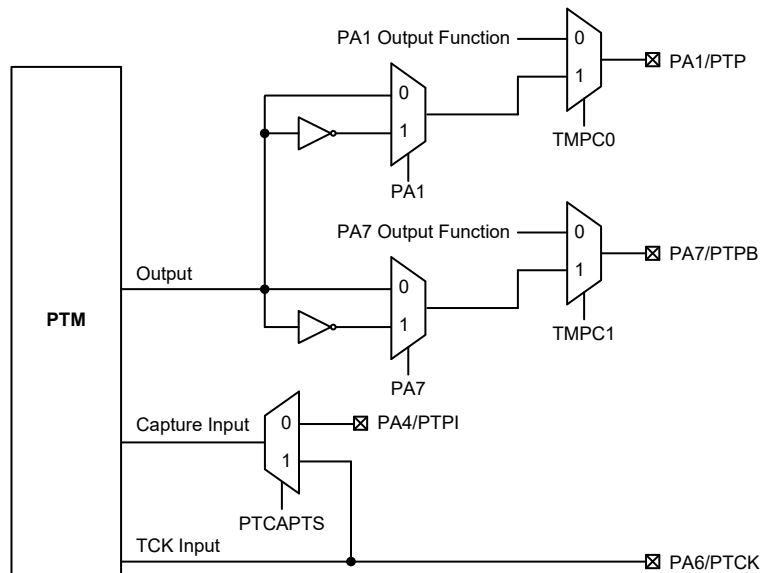 PA1 Output Function
0
1
PA1/PTP
TMPC0
0
1
PA1
PA7 Output Function
0
1
PA7/PTPB
TMPC1
Output
0
1
PA7
PTM
Capture Input
0
1
PA4/PTPI
PTCAPTS
TCK Input
PA6/PTCK